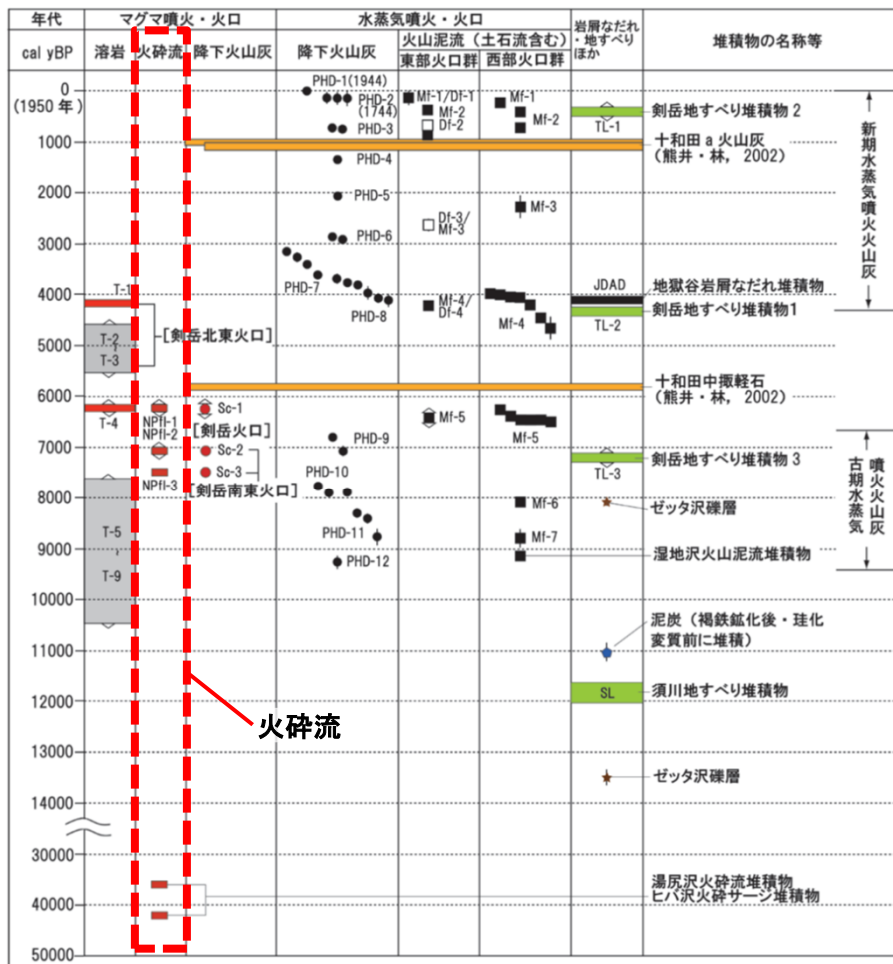 年代
マグマ噴火・火口
水蒸気噴火・火口
岩屑なだれ
・地すべり
ほか
堆積物の名称等
cal yBP
溶岩
火砕流
降下火山灰
降下火山灰
火山泥流（土石流含む）
東部火口群
西部火口群
0
(1950 年)
1000
2000
3000
4000
5000
6000
7000
8000
9000
10000
11000
12000
13000
14000
30000
40000
50000
T-1
T-2
T-3
T-4
T-5
T-9
[剣岳北東火口]
NPfl-1
NPfl-2
NPfl-3
Sc-1
[剣岳火口]
Sc-2
Sc-3
[剣岳南東火口]
火砕流
PHD-1(1944)
PHD-2
(1744)
PHD-3
PHD-4
PHD-5
PHD-6
PHD-7
PHD-8
PHD-9
PHD-10
PHD-11
PHD-12
Mf-1/Df-1
Mf-2
Df-2
Df-3/
Mf-3
Mf-4/
Df-4
Mf-5
Mf-1
Mf-2
Mf-3
Mf-4
Mf-5
Mf-6
Mf-7
TL-1
JDAD
TL-2
TL-3
SL
剣岳地すべり堆積物 2
十和田 a 火山灰
(熊井・林, 2002)
地獄谷岩屑なだれ堆積物
剣岳地すべり堆積物1
十和田中掫軽石
(熊井・林, 2002)
剣岳地すべり堆積物 3
ゼッタ沢礫層
湿地沢火山泥流堆積物
泥炭（褐鉄鉱化後・珪化
変質前に堆積）
須川地すべり堆積物
ゼッタ沢礫層
湯尻沢火砕流堆積物
ヒバ沢火砕サージ堆積物
新期水蒸気噴火火山灰
古期水蒸気
噴火火山灰